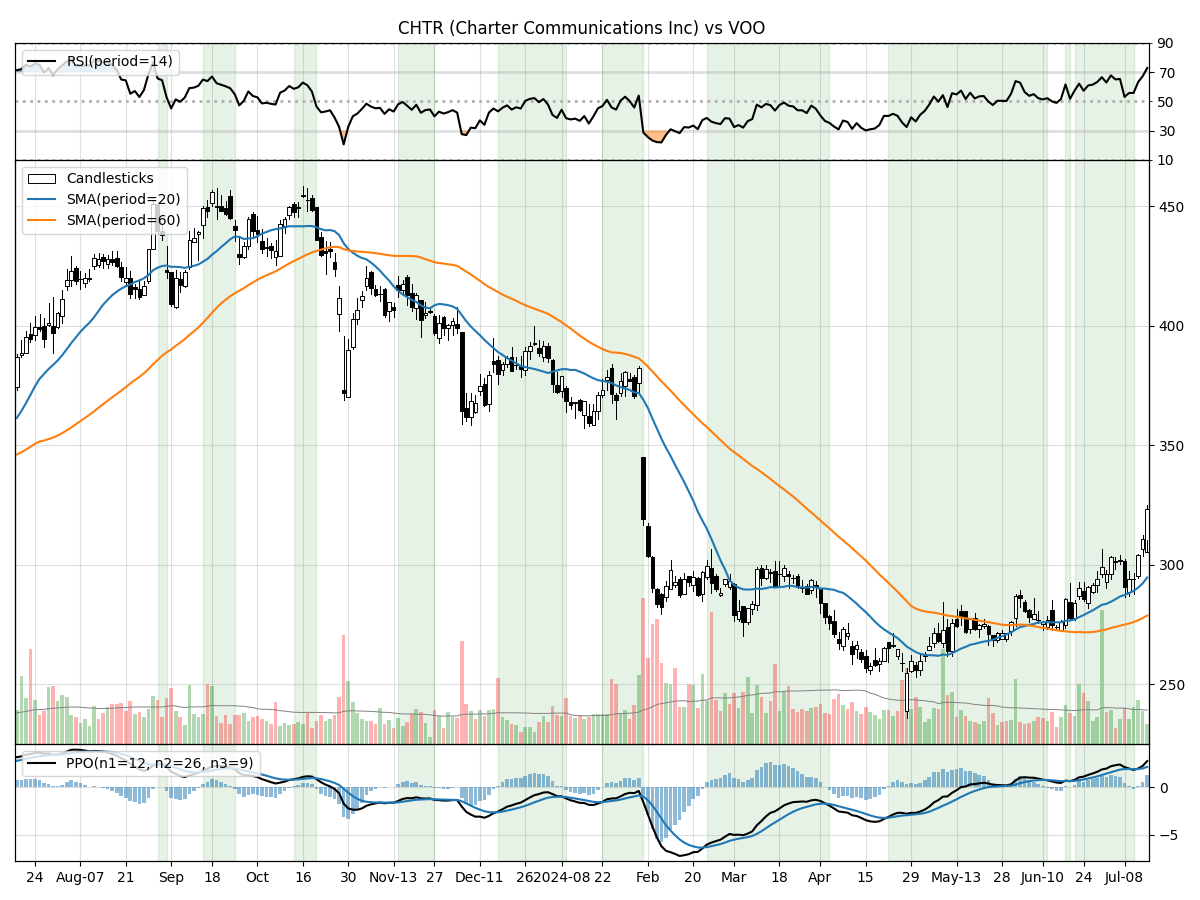 CHTR (Charter Communications Inc) vs VOO
RSI(period=14)
90
70
50
30
10
Candlesticks
SMA(period=20)
SMA(period=60)
450
400
350
300
250
PPO(n1=12, n2=26, n3=9)
0
−5
24 Aug-07 21 Sep 18 Oct 16 30 Nov-13 27 Dec-11 26 2024-08 22 Feb 20 Mar 18 Apr 15 29 May-13 28 Jun-10 24 Jul-08